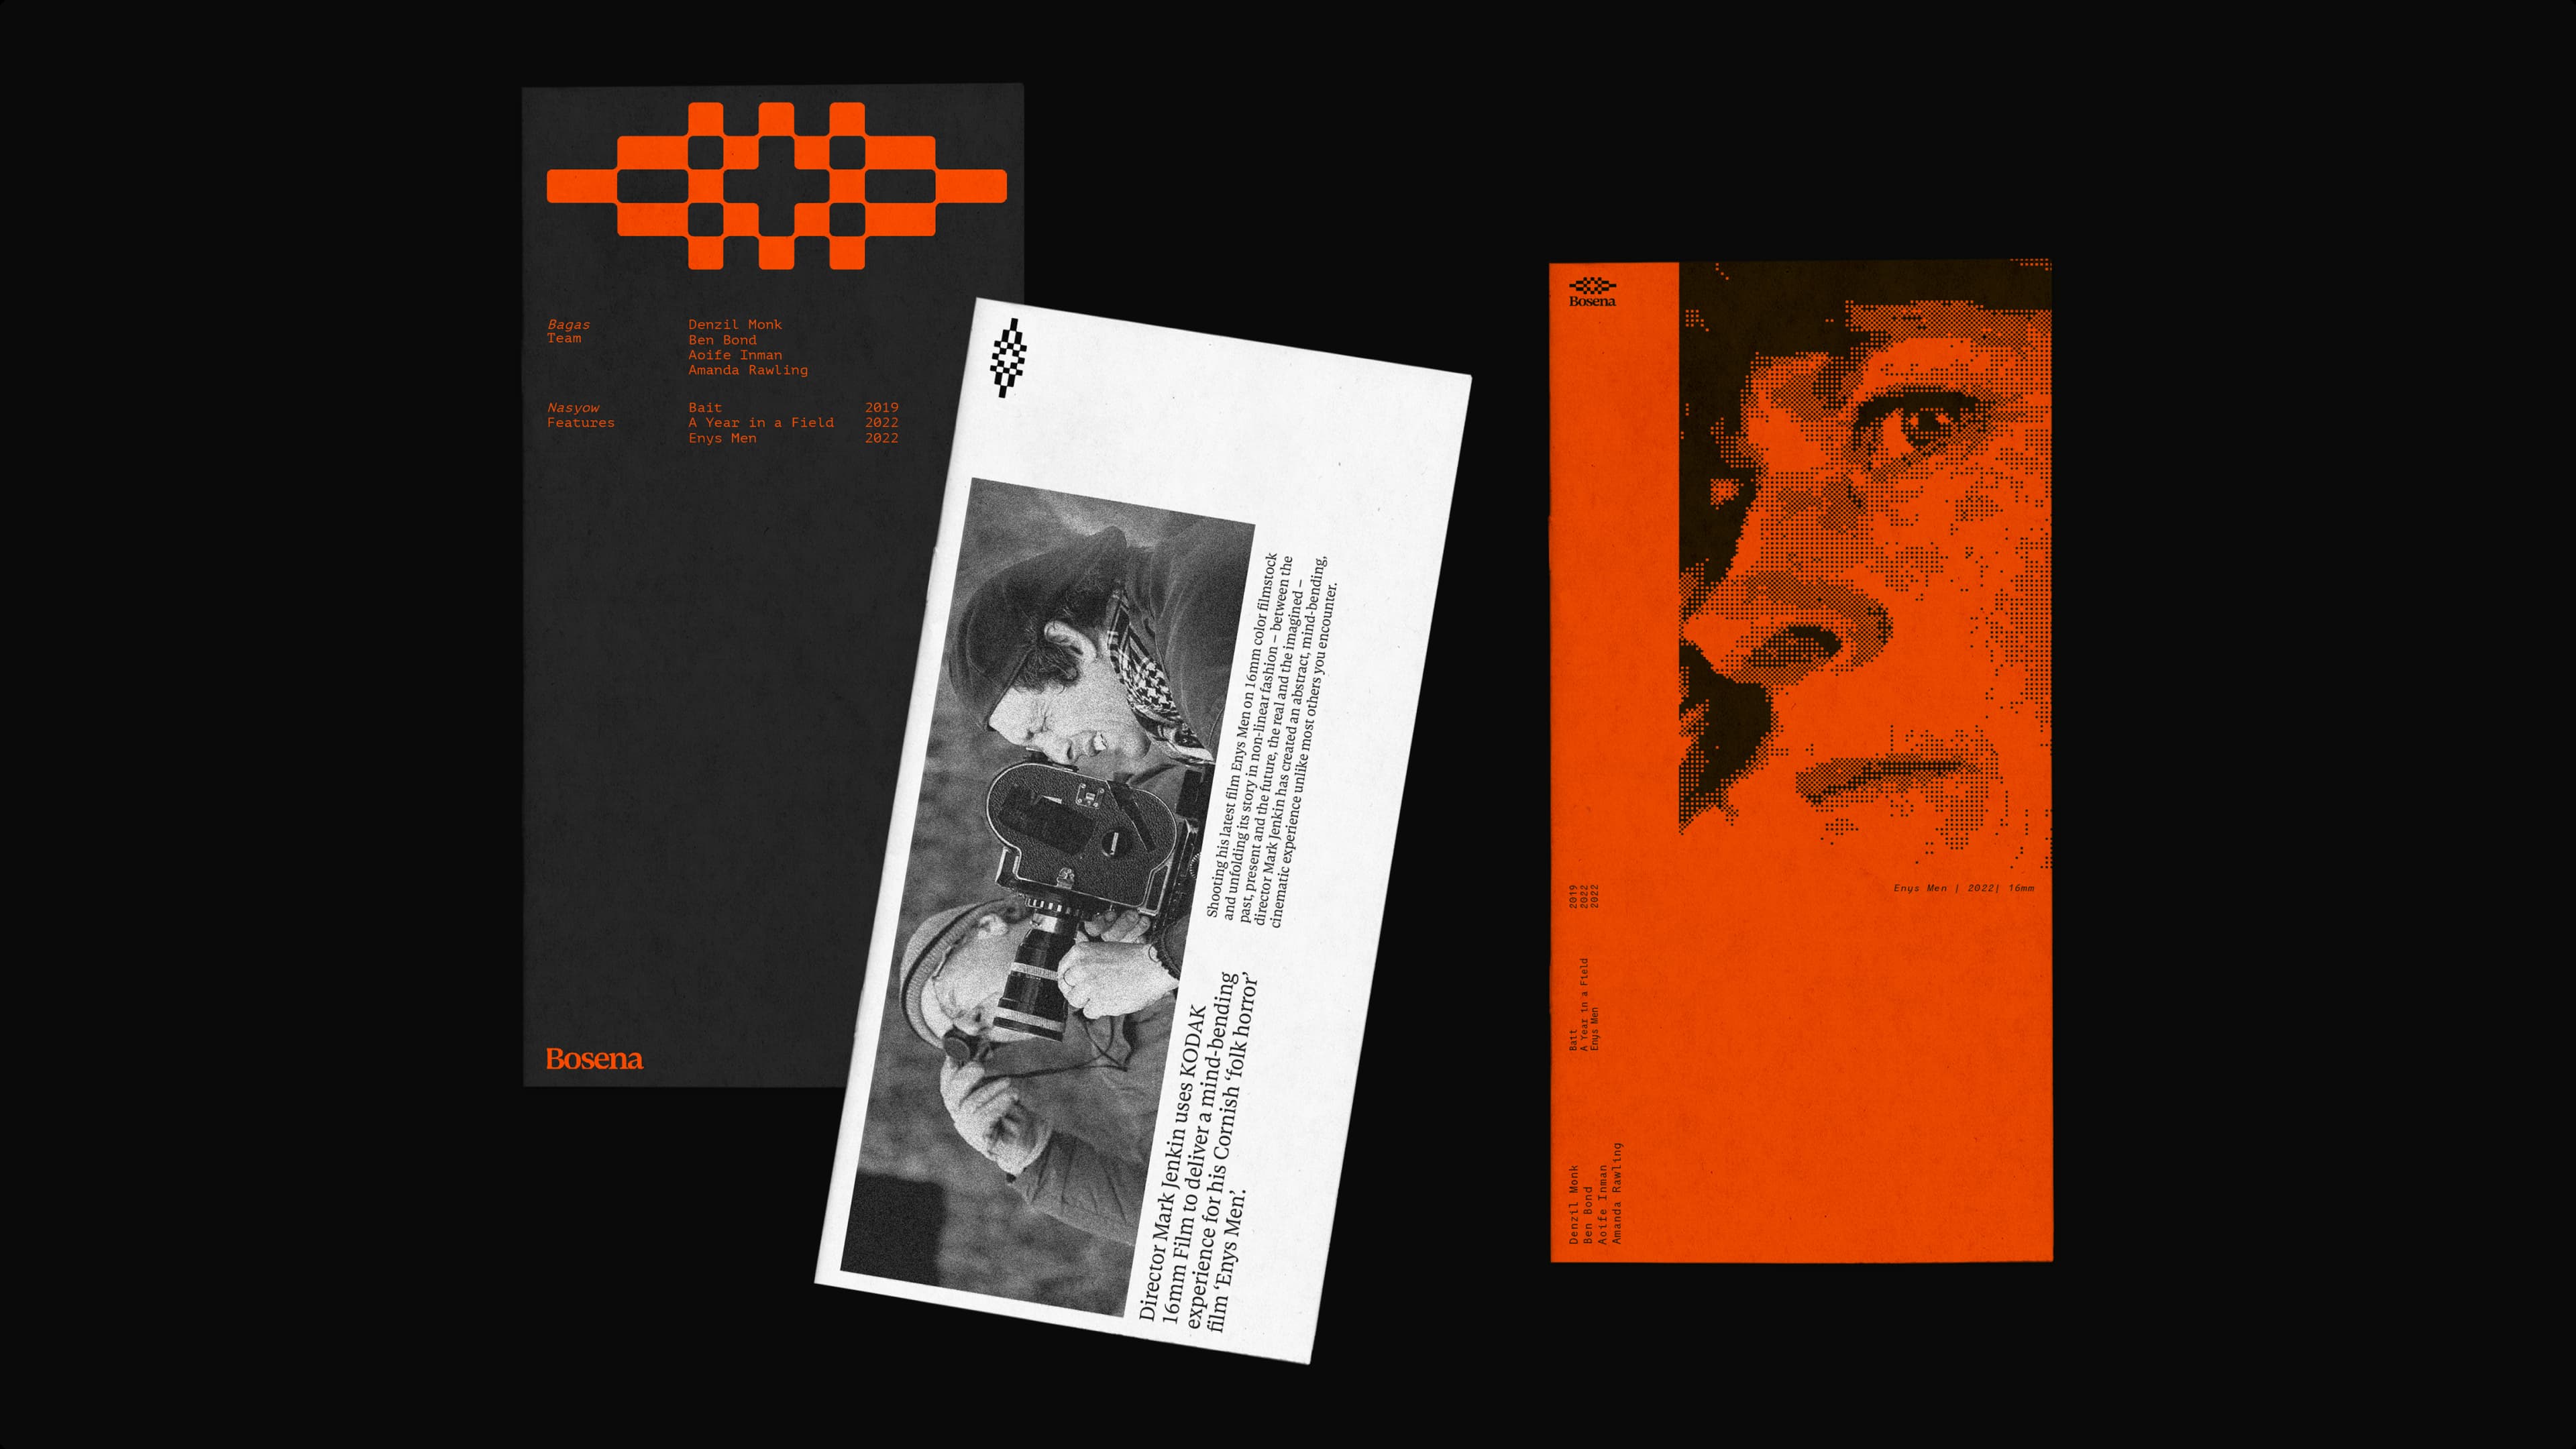 Bagas
Team
Denzil Monk
Ben Bond
Aoife Inman
Amanda Rawling
Nasyow
Features
Bait 2019
A Year in a Field 2022
Enys Men 2022
Bosena
Director Mark Jenkin uses KODAK
16mm Film to deliver a mind-bending
experience for his Cornish ‘folk horror’
film ‘Enys Men’.
Shooting his latest film Enys Men on 16mm color filmstock
and unfolding its story in non-linear fashion – between the
past, present and the future, the real and the imagined –
director Mark Jenkin has created an abstract, mind-bending,
cinematic experience unlike most others you encounter.
Bosena
Enys Men | 2022| 16mm
Bait 2019
A Year in a Field 2022
Enys Men 2022
Denzil Monk
Ben Bond
Aoife Inman
Amanda Rawling